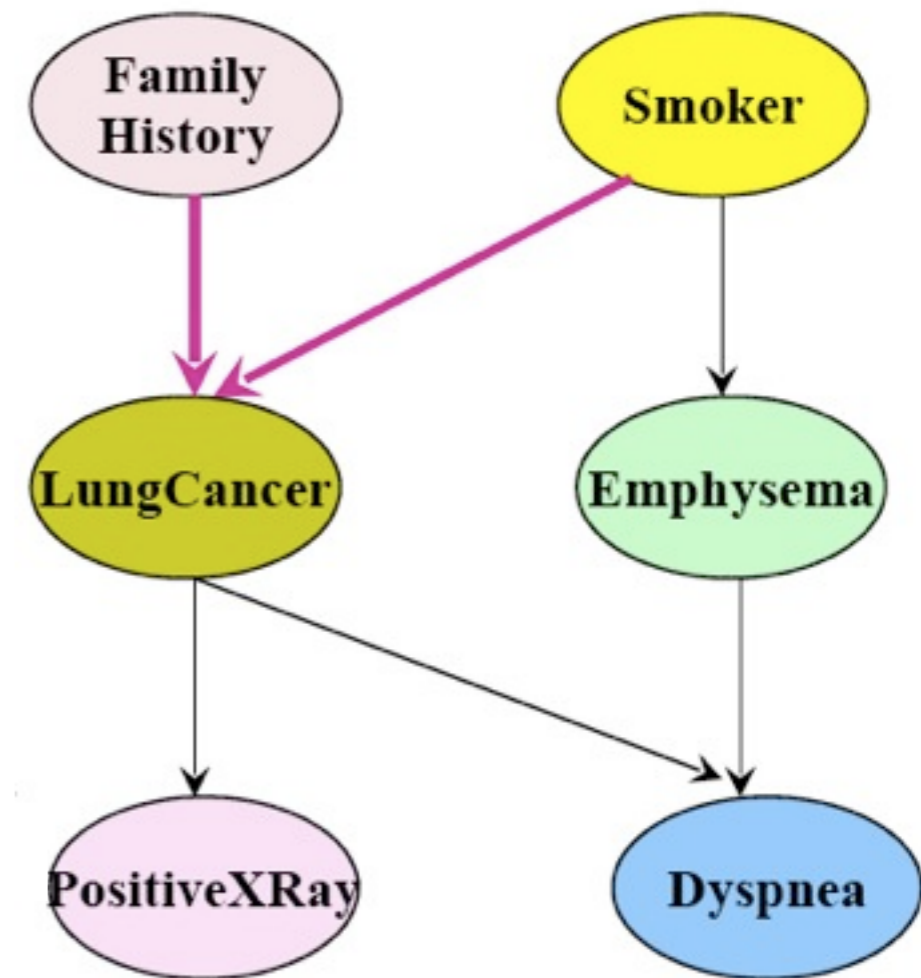 Family
History
Smoker
LungCancer
Emphysema
PositiveXRay
Dyspnea